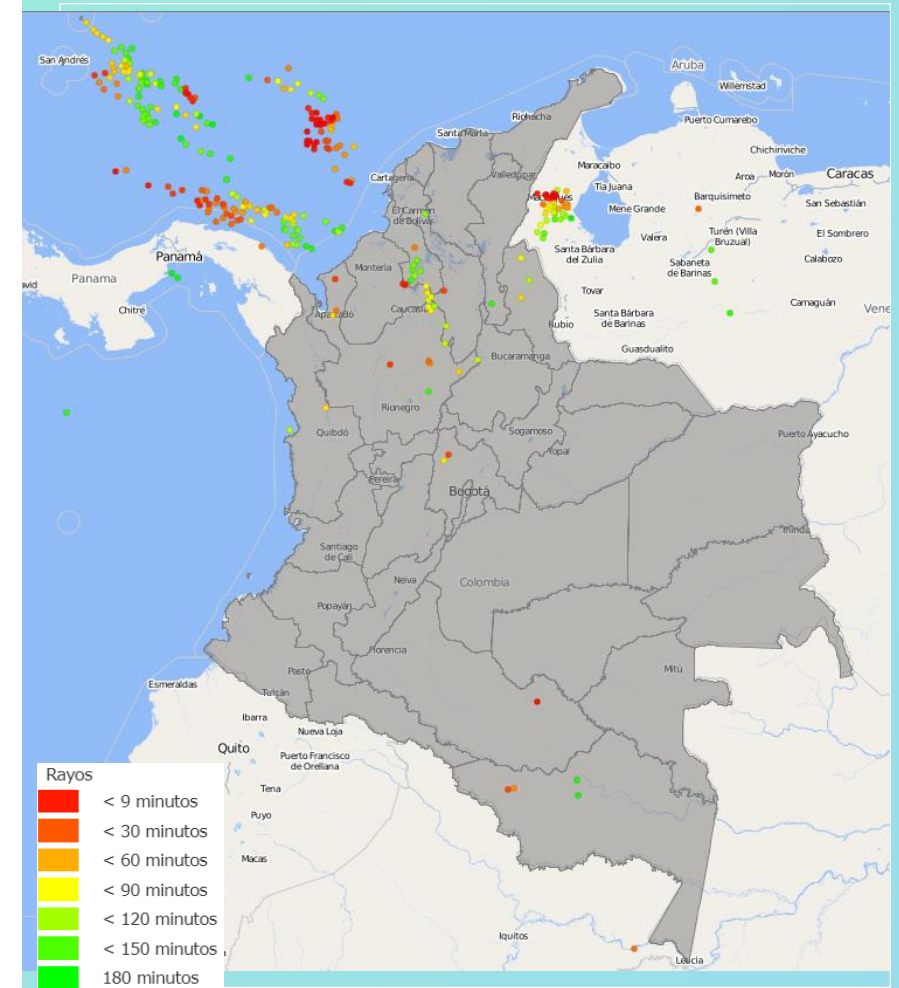 San Andrés
Aruba
Willemstad
Riohacha
Puerto Cumarebo
Santa Marta
Chichiriviche
Maracaibo
Caracas
Cartagena
Valledupar
Aroa
Morón
Tia Juana
Barquisimeto
San Sebastián
El Carmen
de Bolívar
Mene Grande
Turén (Villa
Bruzual)
El Sombrero
Valera
Santa Bárbara
del Zulia
Panamá
Montería
Sabaneta
de Barinas
Calabozo
Panama
Tovar
Chitré
Caucasia
Camaguán
Vene
Santa Bárbara
de Barinas
Rubio
Guasdualito
Bucaramanga
Rionegro
Quibdó
Sogamoso
Puerto Ayacucho
Yopal
Pereira
Bogotá
Inírida
Santiago
de Cali
Neiva
Colombia
Popayán
Florencia
Mitú
Pasto
Esmeraldas
Ibarra
Nueva Loja
Quito
Puerto Francisco
de Orellana
Tena
Puyo
Macas
Iquitos
Leticia
Rayos
< 9 minutos
< 30 minutos
< 60 minutos
< 90 minutos
< 120 minutos
< 150 minutos
180 minutos